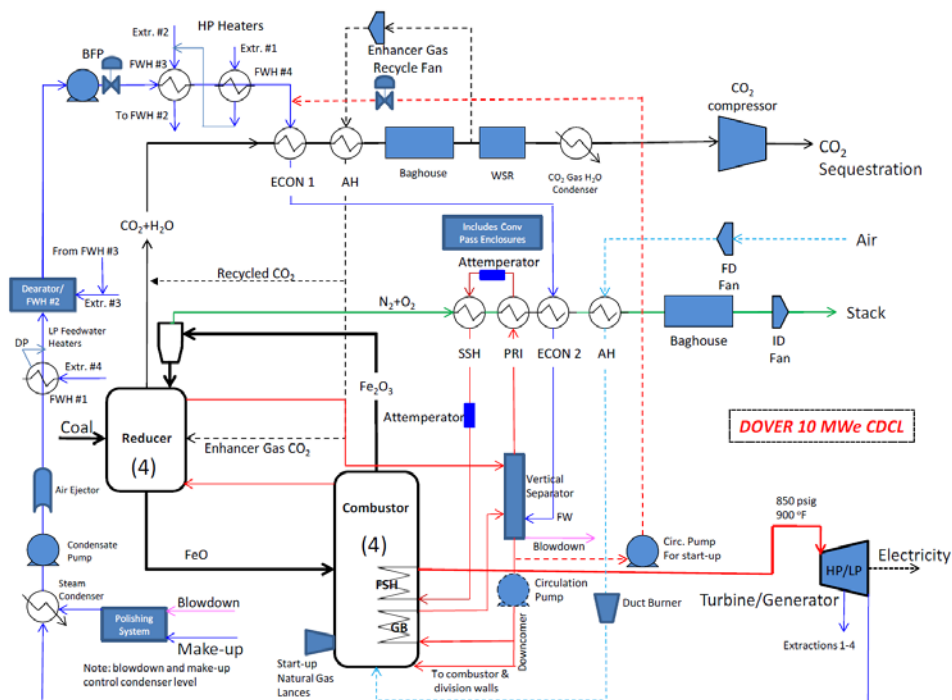 Extr. #2
HP Heaters
Extr. #1
BFP
FWH #3
FWH #4
To FWH #2
Enhancer Gas
Recycle Fan
CO2
compressor
CO2
Sequestration
ECON 1
AH
Baghouse
WSR
CO2 Gas H2O
Condenser
CO2+H2O
Includes Conv
Pass Enclosures
Attemperator
Air
FD
Fan
From FWH #3
Dearator/
FWH #2
Extr. #3
Recycled CO2
N2+O2
Stack
LP Feedwater
Heaters
DP
Extr. #4
FWH #1
SSH
PRI
ECON 2
AH
Baghouse
ID
Fan
Fe2O3
Attemperator
DOVER 10 MWe CDCL
Coal
Reducer
(4)
Enhancer Gas CO2
Air Ejector
Combustor
(4)
Vertical
Separator
FW
Blowdown
850 psig
900 °F
Condensate
Pump
FeO
Circ. Pump
For start-up
Electricity
HP/LP
Turbine/Generator
FSH
GB
Circulation
Pump
Duct Burner
Steam
Condenser
Polishing
System
Blowdown
Make-up
Extractions 1-4
Downcomer
Note: blowdown and make-up
control condenser level
Start-up
Natural Gas
Lances
To combustor &
division walls